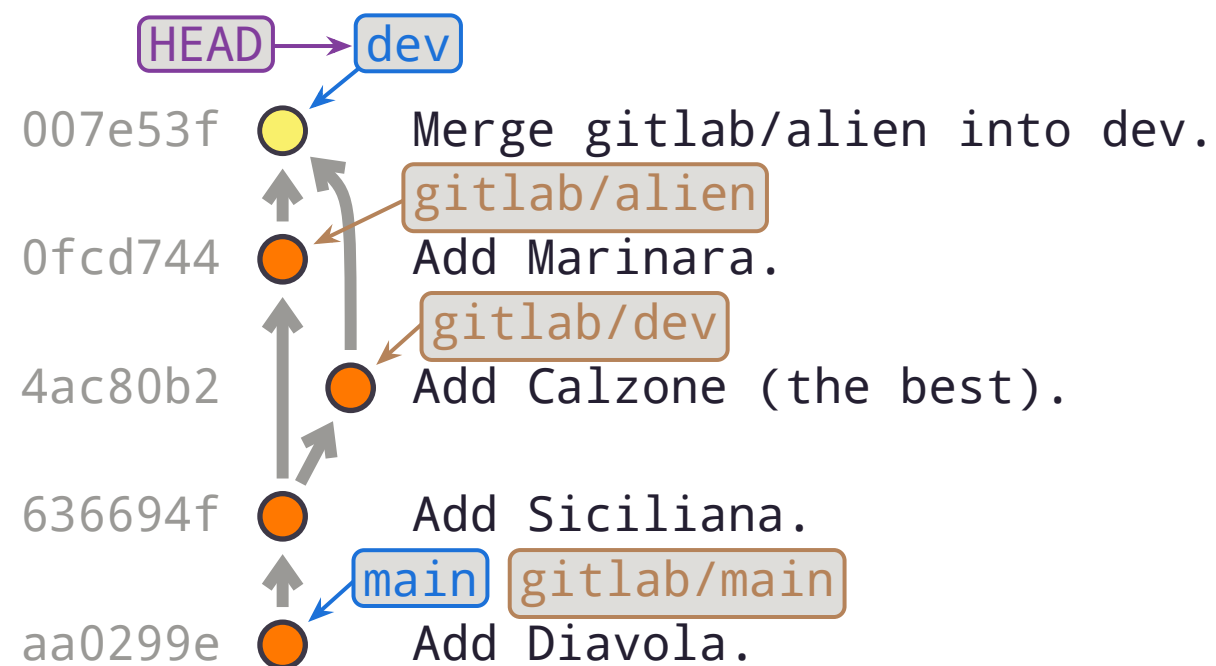 HEAD dev
007e53f Merge gitlab/alien into dev.
gitlab/alien
0fcd744 Add Marinara.
gitlab/dev
4ac80b2 Add Calzone (the best).
636694f Add Siciliana.
main gitlab/main
aa0299e Add Diavola.